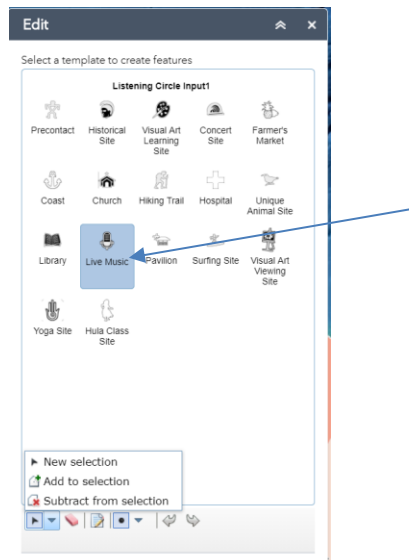 Edit
Select a template to create features
Listening Circle Input1
Precontact
Historical
Site
Visual Art
Learning
Site
Concert
Site
Farmer's
Market
Coast
Church
Hiking Trail
Hospital
Unique
Animal Site
Library
Live Music
Pavilion
Surfing Site
Visual Art
Viewing
Site
Yoga Site
Hula Class
Site
New selection
Add to selection
Subtract from selection